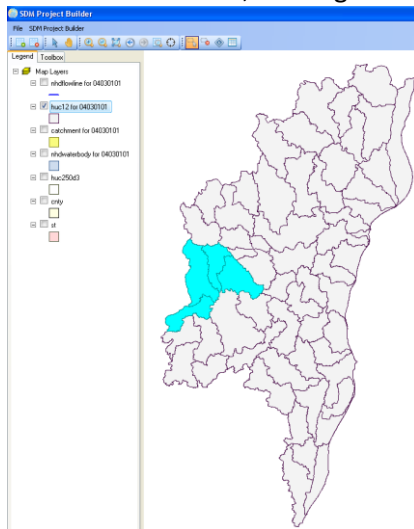 SDM Project Builder
File SDM Project Builder
Legend Toolbox
Map Layers
nhdflowline for 04030101
huc12 for 04030101
catchment for 04030101
nhdwaterbody for 04030101
huc250d3
cnty
st